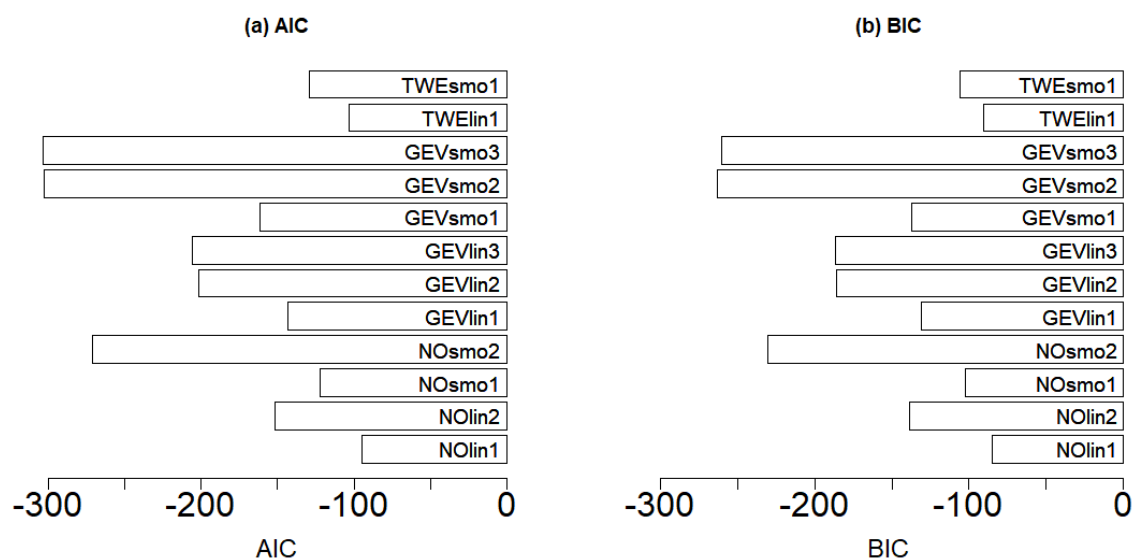 (a) AIC
TWEsmo1
TWElin1
GEVsmo3
GEVsmo2
GEVsmo1
GEVlin3
GEVlin2
GEVlin1
NOsmo2
NOsmo1
NOlin2
NOlin1
-300 -200 -100 0
AIC
(b) BIC
TWEsmo1
TWElin1
GEVsmo3
GEVsmo2
GEVsmo1
GEVlin3
GEVlin2
GEVlin1
NOsmo2
NOsmo1
NOlin2
NOlin1
-300 -200 -100 0
BIC